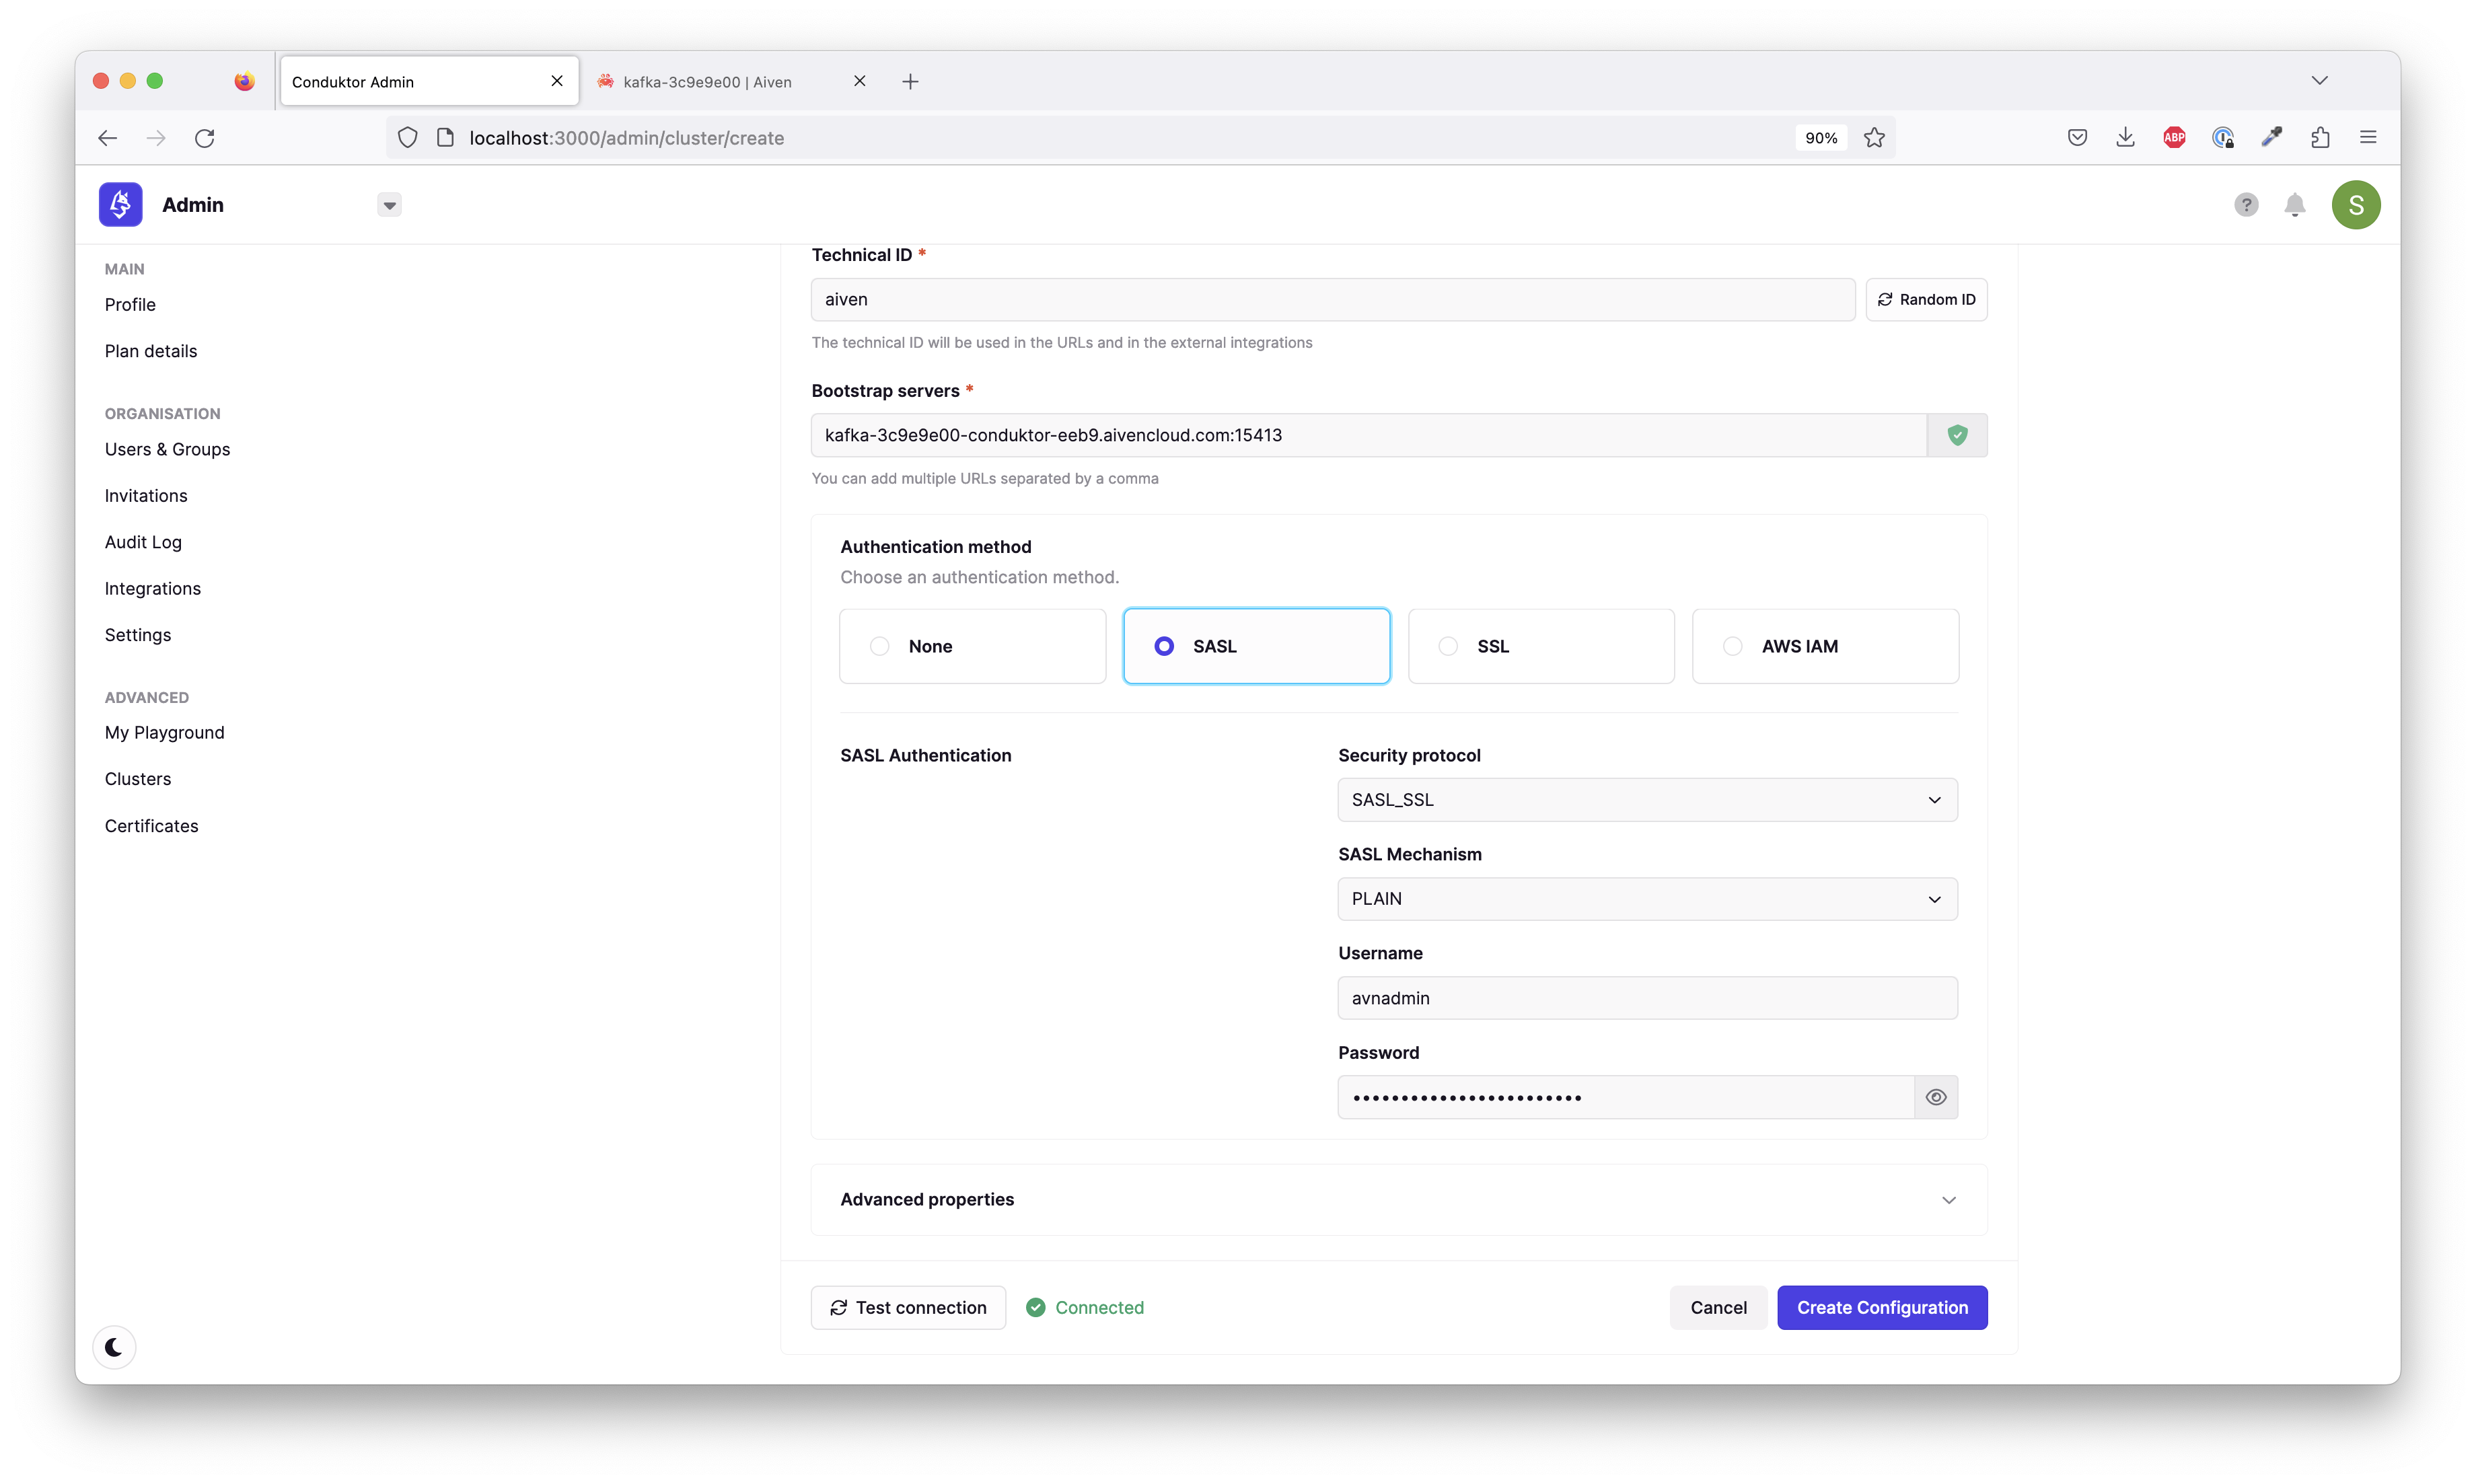 Conduktor Admin
kafka-3c9e9e00 | Aiven
localhost:3000/admin/cluster/create
90%
ABP
Admin
?
S
MAIN
Profile
Plan details
ORGANISATION
Users & Groups
Invitations
Audit Log
Integrations
Settings
ADVANCED
My Playground
Clusters
Certificates
Technical ID *
aiven
Random ID
The technical ID will be used in the URLs and in the external integrations
Bootstrap servers *
kafka-3c9e9e00-conduktor-eeb9.aivencloud.com:15413
You can add multiple URLs separated by a comma
Authentication method
Choose an authentication method.
None
SASL
SSL
AWS IAM
SASL Authentication
Security protocol
SASL_SSL
SASL Mechanism
PLAIN
Username
avnadmin
Password
••••••••••••••••••••••••
Advanced properties
Test connection
Connected
Cancel
Create Configuration